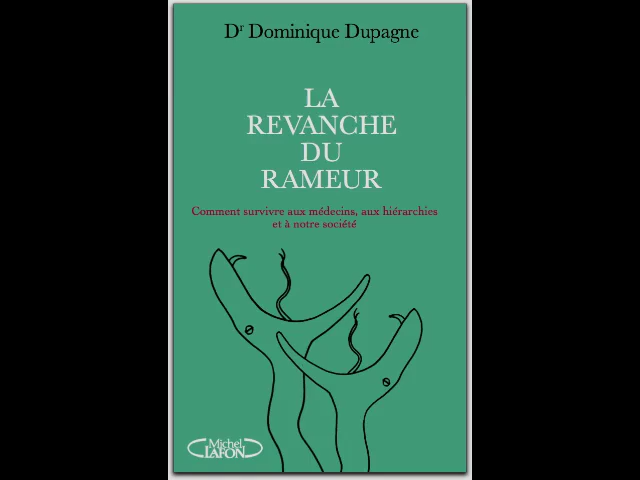 Dr Dominique Dupagne
LA
REVANCHE
DU
RAMEUR
Comment survivre aux médecins, aux hiérarchies
et à notre société
Michel
LAFON